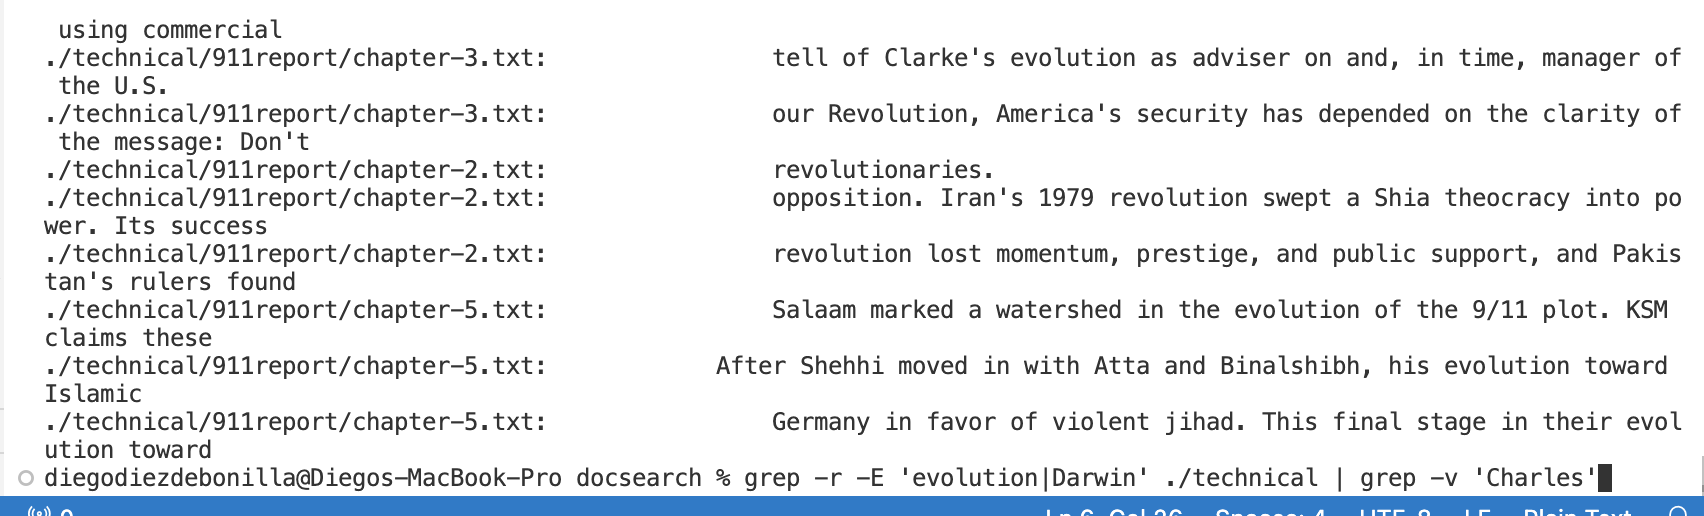 using commercial
./technical/911report/chapter-3.txt: tell of Clarke's evolution as adviser on and, in time, manager of
the U.S.
./technical/911report/chapter-3.txt: our Revolution, America's security has depended on the clarity of
the message: Don't
./technical/911report/chapter-2.txt: revolutionaries.
./technical/911report/chapter-2.txt: opposition. Iran's 1979 revolution swept a Shia theocracy into po
wer. Its success
./technical/911report/chapter-2.txt: revolution lost momentum, prestige, and public support, and Pakis
tan's rulers found
./technical/911report/chapter-5.txt: Salaam marked a watershed in the evolution of the 9/11 plot. KSM
claims these
./technical/911report/chapter-5.txt: After Shehhi moved in with Atta and Binalshibh, his evolution toward
Islamic
./technical/911report/chapter-5.txt: Germany in favor of violent jihad. This final stage in their evol
ution toward
diegodiezdebonilla@Diegos-MacBook-Pro docsearch % grep -r -E 'evolution|Darwin' ./technical | grep -v 'Charles'